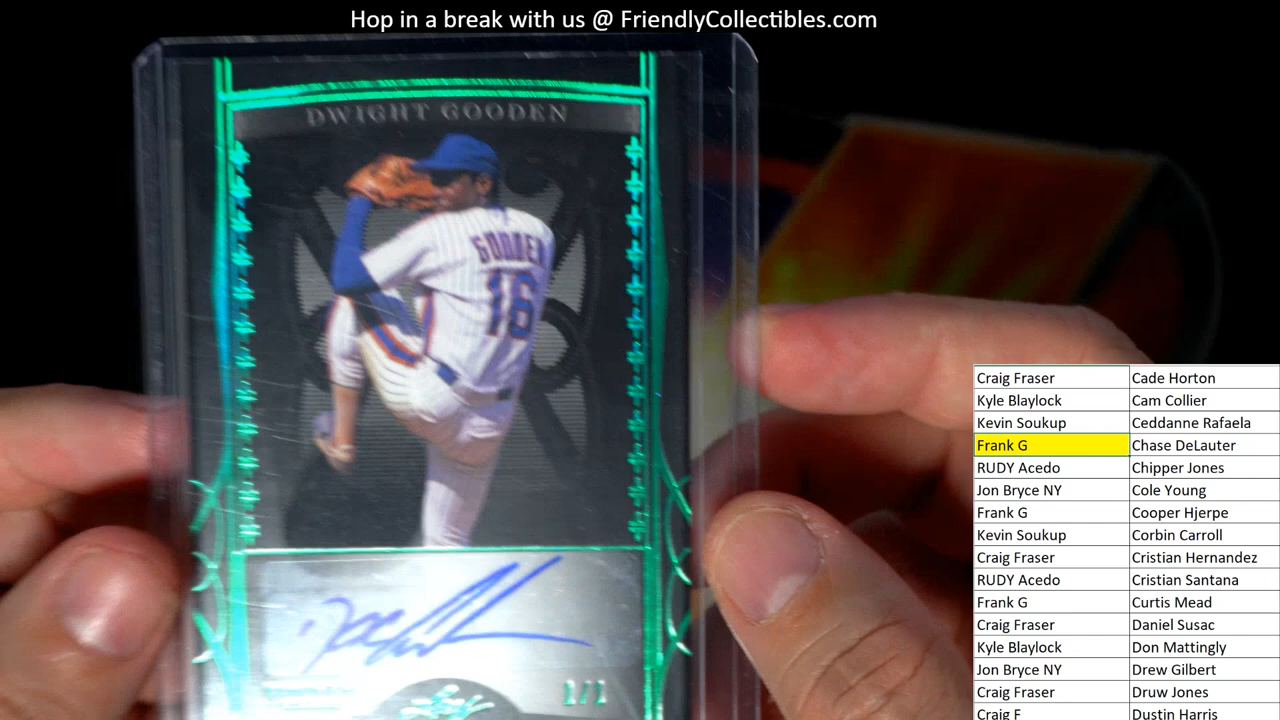 Hop in a break with us @ FriendlyCollectibles.com
DWIGHT GOODEN
GOODEN
16
Leaf
1/1
Craig Fraser Cade Horton
Kyle Blaylock Cam Collier
Kevin Soukup Ceddanne Rafaela
Frank G Chase DeLauter
RUDY Acedo Chipper Jones
Jon Bryce NY Cole Young
Frank G Cooper Hjerpe
Kevin Soukup Corbin Carroll
Craig Fraser Cristian Hernandez
RUDY Acedo Cristian Santana
Frank G Curtis Mead
Craig Fraser Daniel Susac
Kyle Blaylock Don Mattingly
Jon Bryce NY Drew Gilbert
Craig Fraser Druw Jones
Craig F Dustin Harris